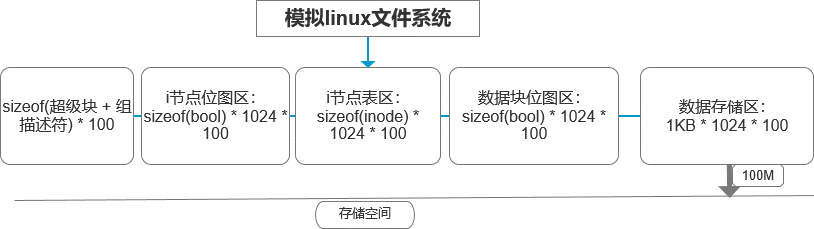 模拟linux文件系统
sizeof(超级块 + 组
描述符) * 100
i节点位图区：
sizeof(bool) * 1024 *
100
i节点表区：
sizeof(inode) *
1024 * 100
数据块位图区：
sizeof(bool) * 1024 *
100
数据存储区：
1KB * 1024 * 100
100M
存储空间